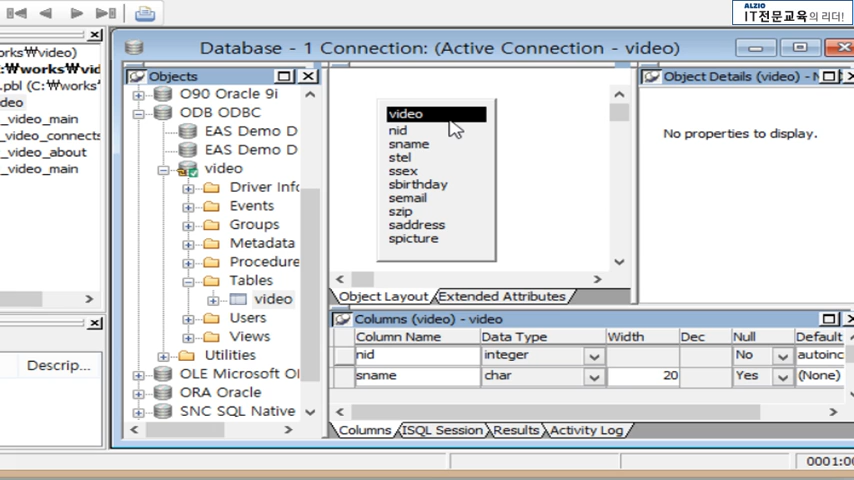 ALZIO
IT전문교육의 리더!
orks₩video)
:₩works₩vid
.pbl (C:₩works
deo
_video_main
_video_connects
_video_about
_video_main
Descrip...
Database - 1 Connection: (Active Connection - video)
Objects
O90 Oracle 9i
ODB ODBC
EAS Demo D
EAS Demo D
video
Driver Info
Events
Groups
Metadata
Procedure
Tables
video
Users
Views
Utilities
OLE Microsoft Ol
ORA Oracle
SNC SQL Native
video
nid
sname
stel
ssex
sbirthday
semail
szip
saddress
spicture
Object Layout
Extended Attributes
Object Details (video) - N
No properties to display.
Columns (video) - video
Column Name Data Type Width Dec Null Default
nid integer No autoinc
sname char 20 Yes (None)
Columns ISQL Session Results Activity Log
0001:00